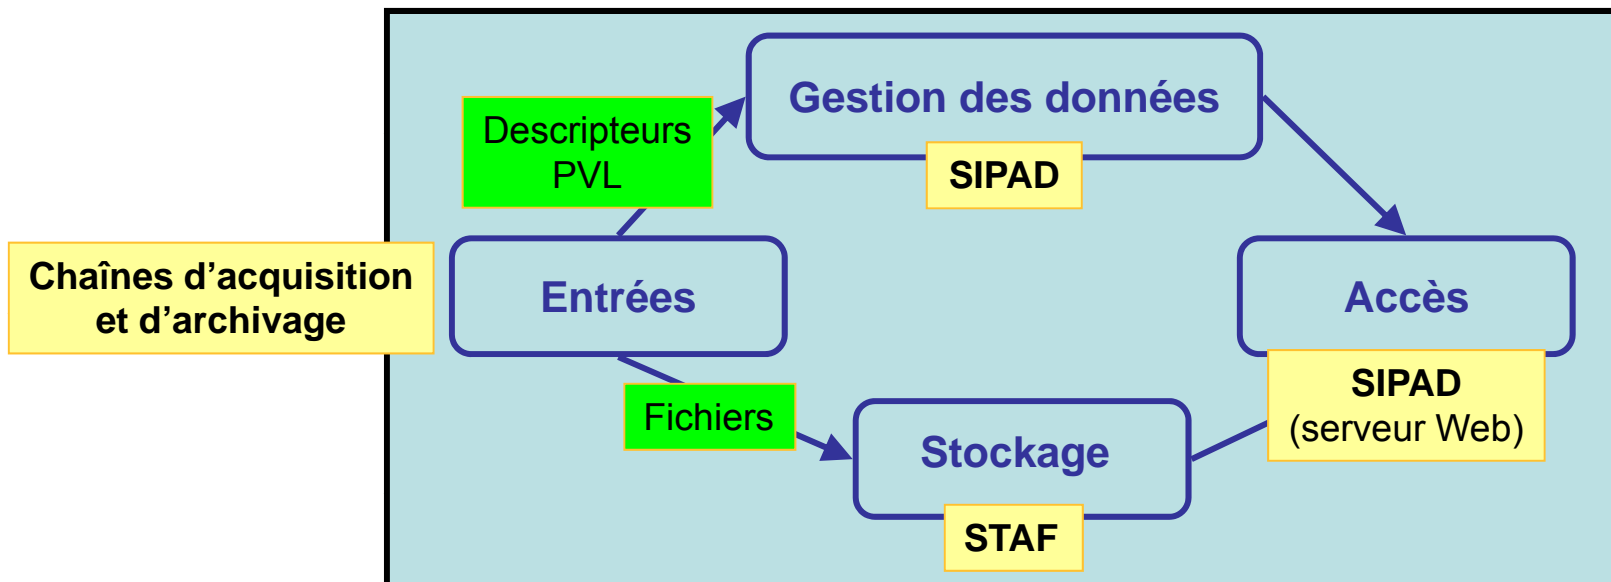 Gestion des données
Descripteurs
PVL
SIPAD
Chaînes d’acquisition
et d’archivage
Entrées
Accès
SIPAD
(serveur Web)
Fichiers
Stockage
STAF